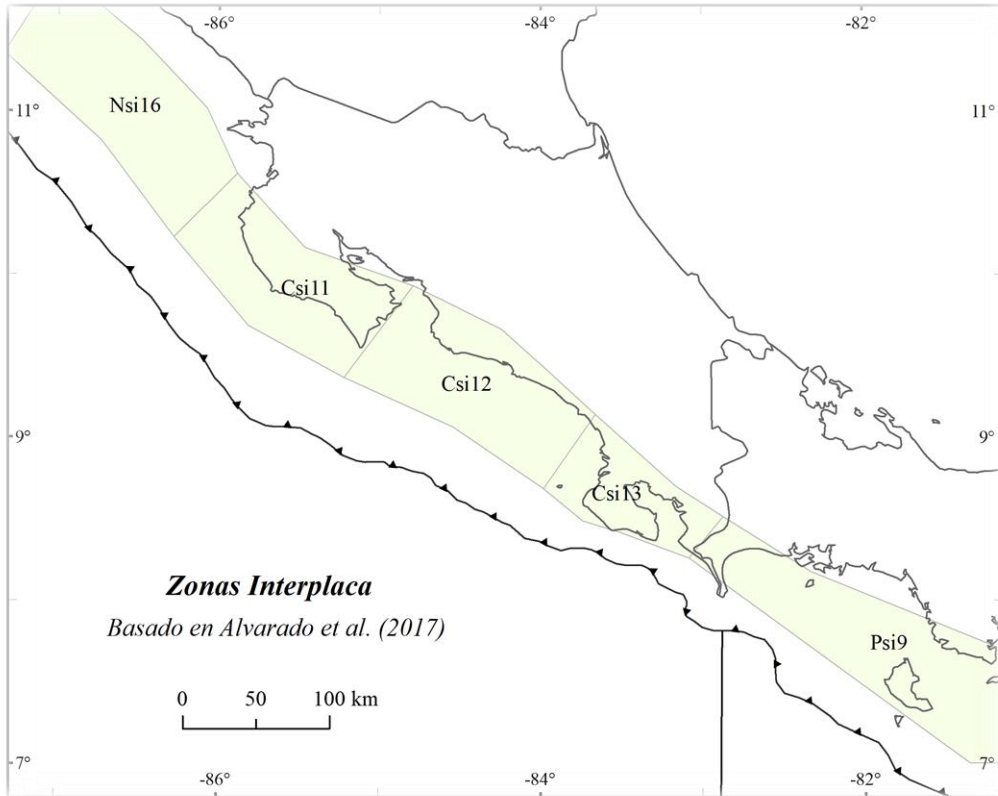 -86°
-84°
-82°
11°
11°
Nsi16
Csi11
Csi12
9°
9°
Csi13
Zonas Interplaca
Basado en Alvarado et al. (2017)
Psi9
0 50 100 km
7°
7°
-86°
-84°
-82°